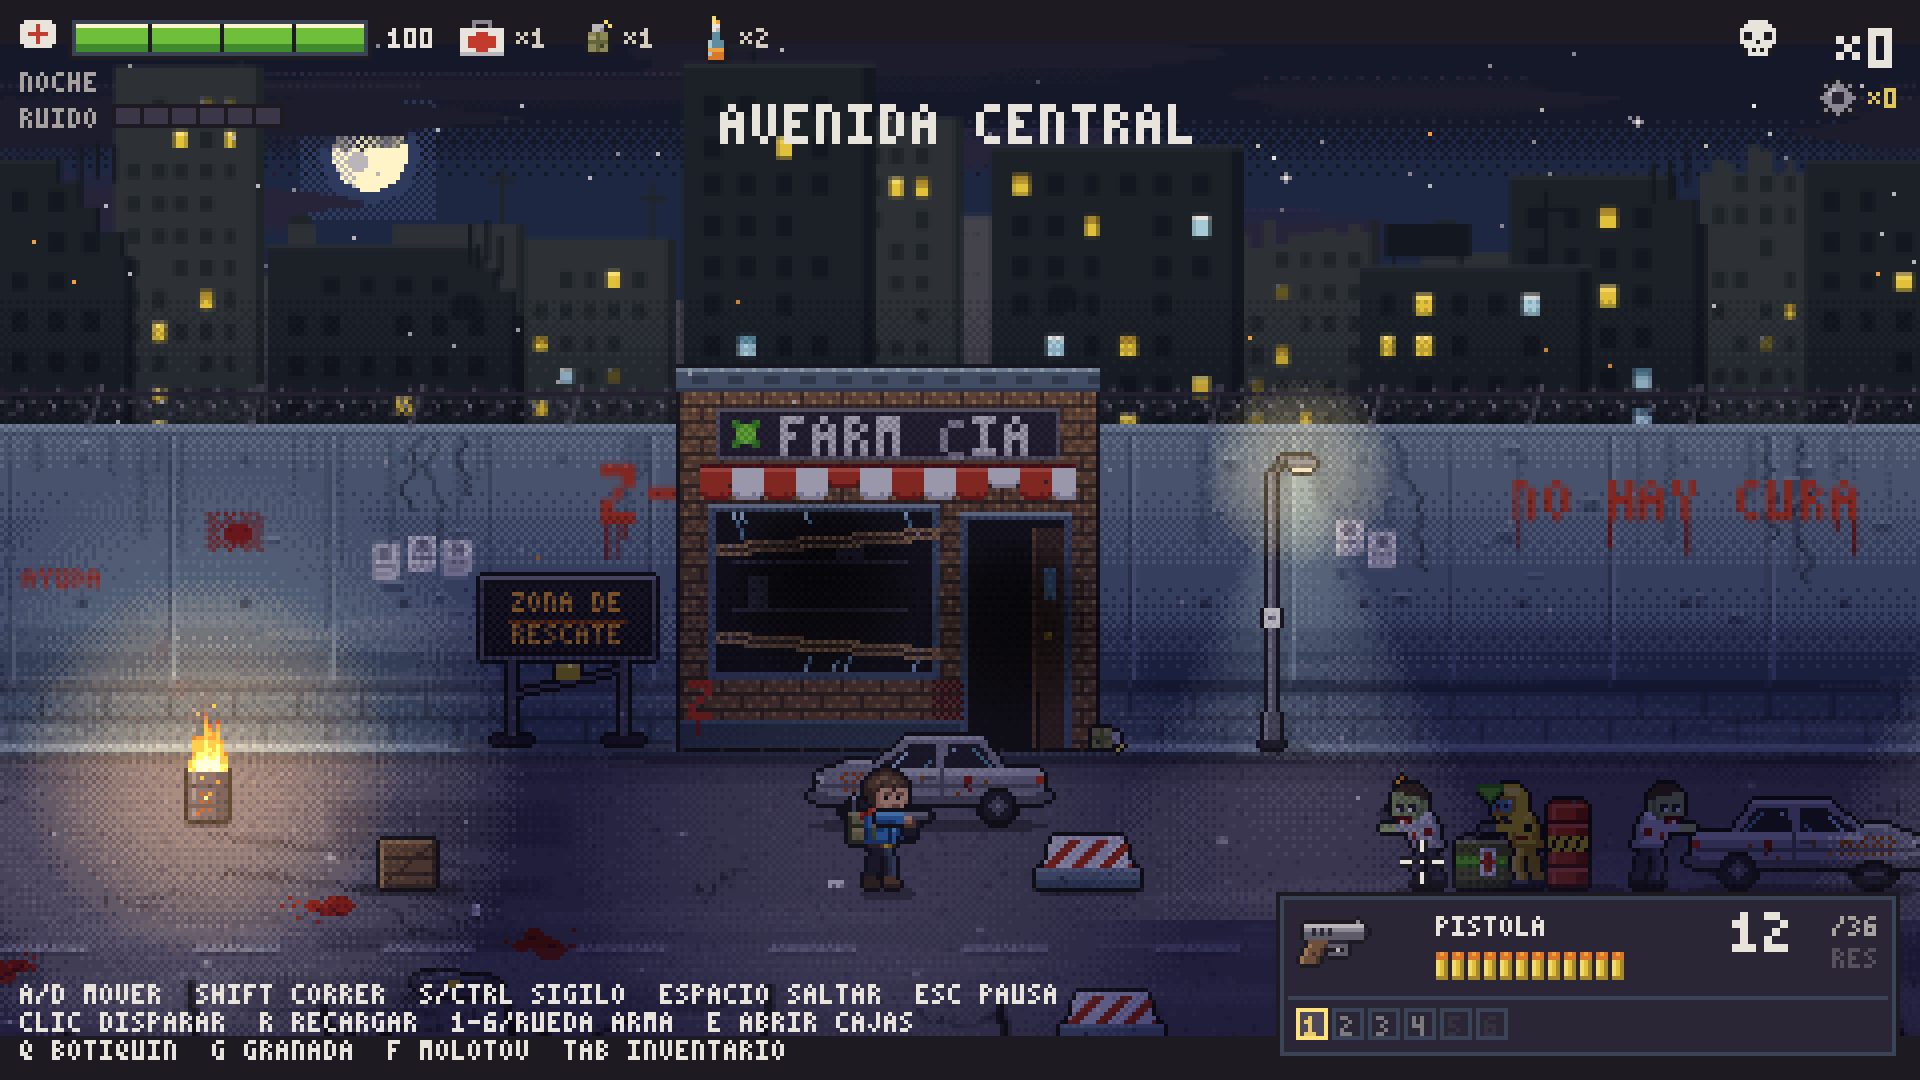 .100 ×1 ×1 ×2 . ×0
NOCHE
RUIDO
×0
AVENIDA CENTRAL
FARM CIA
Z-
NO HAY CURA
AYUDA
ZONA DE
RESCATE
Z
PISTOLA 12 /36
RES
A/D MOVER SHIFT CORRER S/CTRL SIGILO ESPACIO SALTAR ESC PAUSA
CLIC DISPARAR R RECARGAR 1-6/RUEDA ARMA E ABRIR CAJAS
Q BOTIQUIN G GRANADA F MOLOTOV TAB INVENTARIO
1 2 3 4 5 6